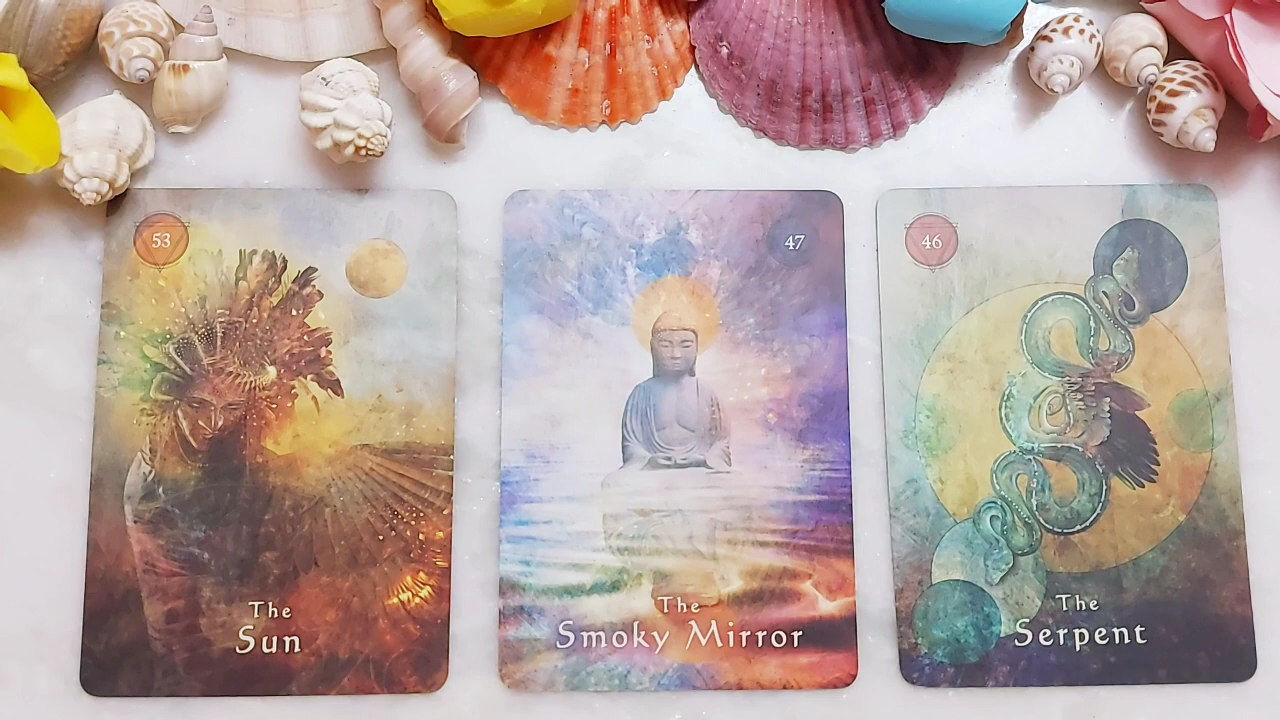 53
The
Sun
47
The
Smoky Mirror
46
The
Serpent